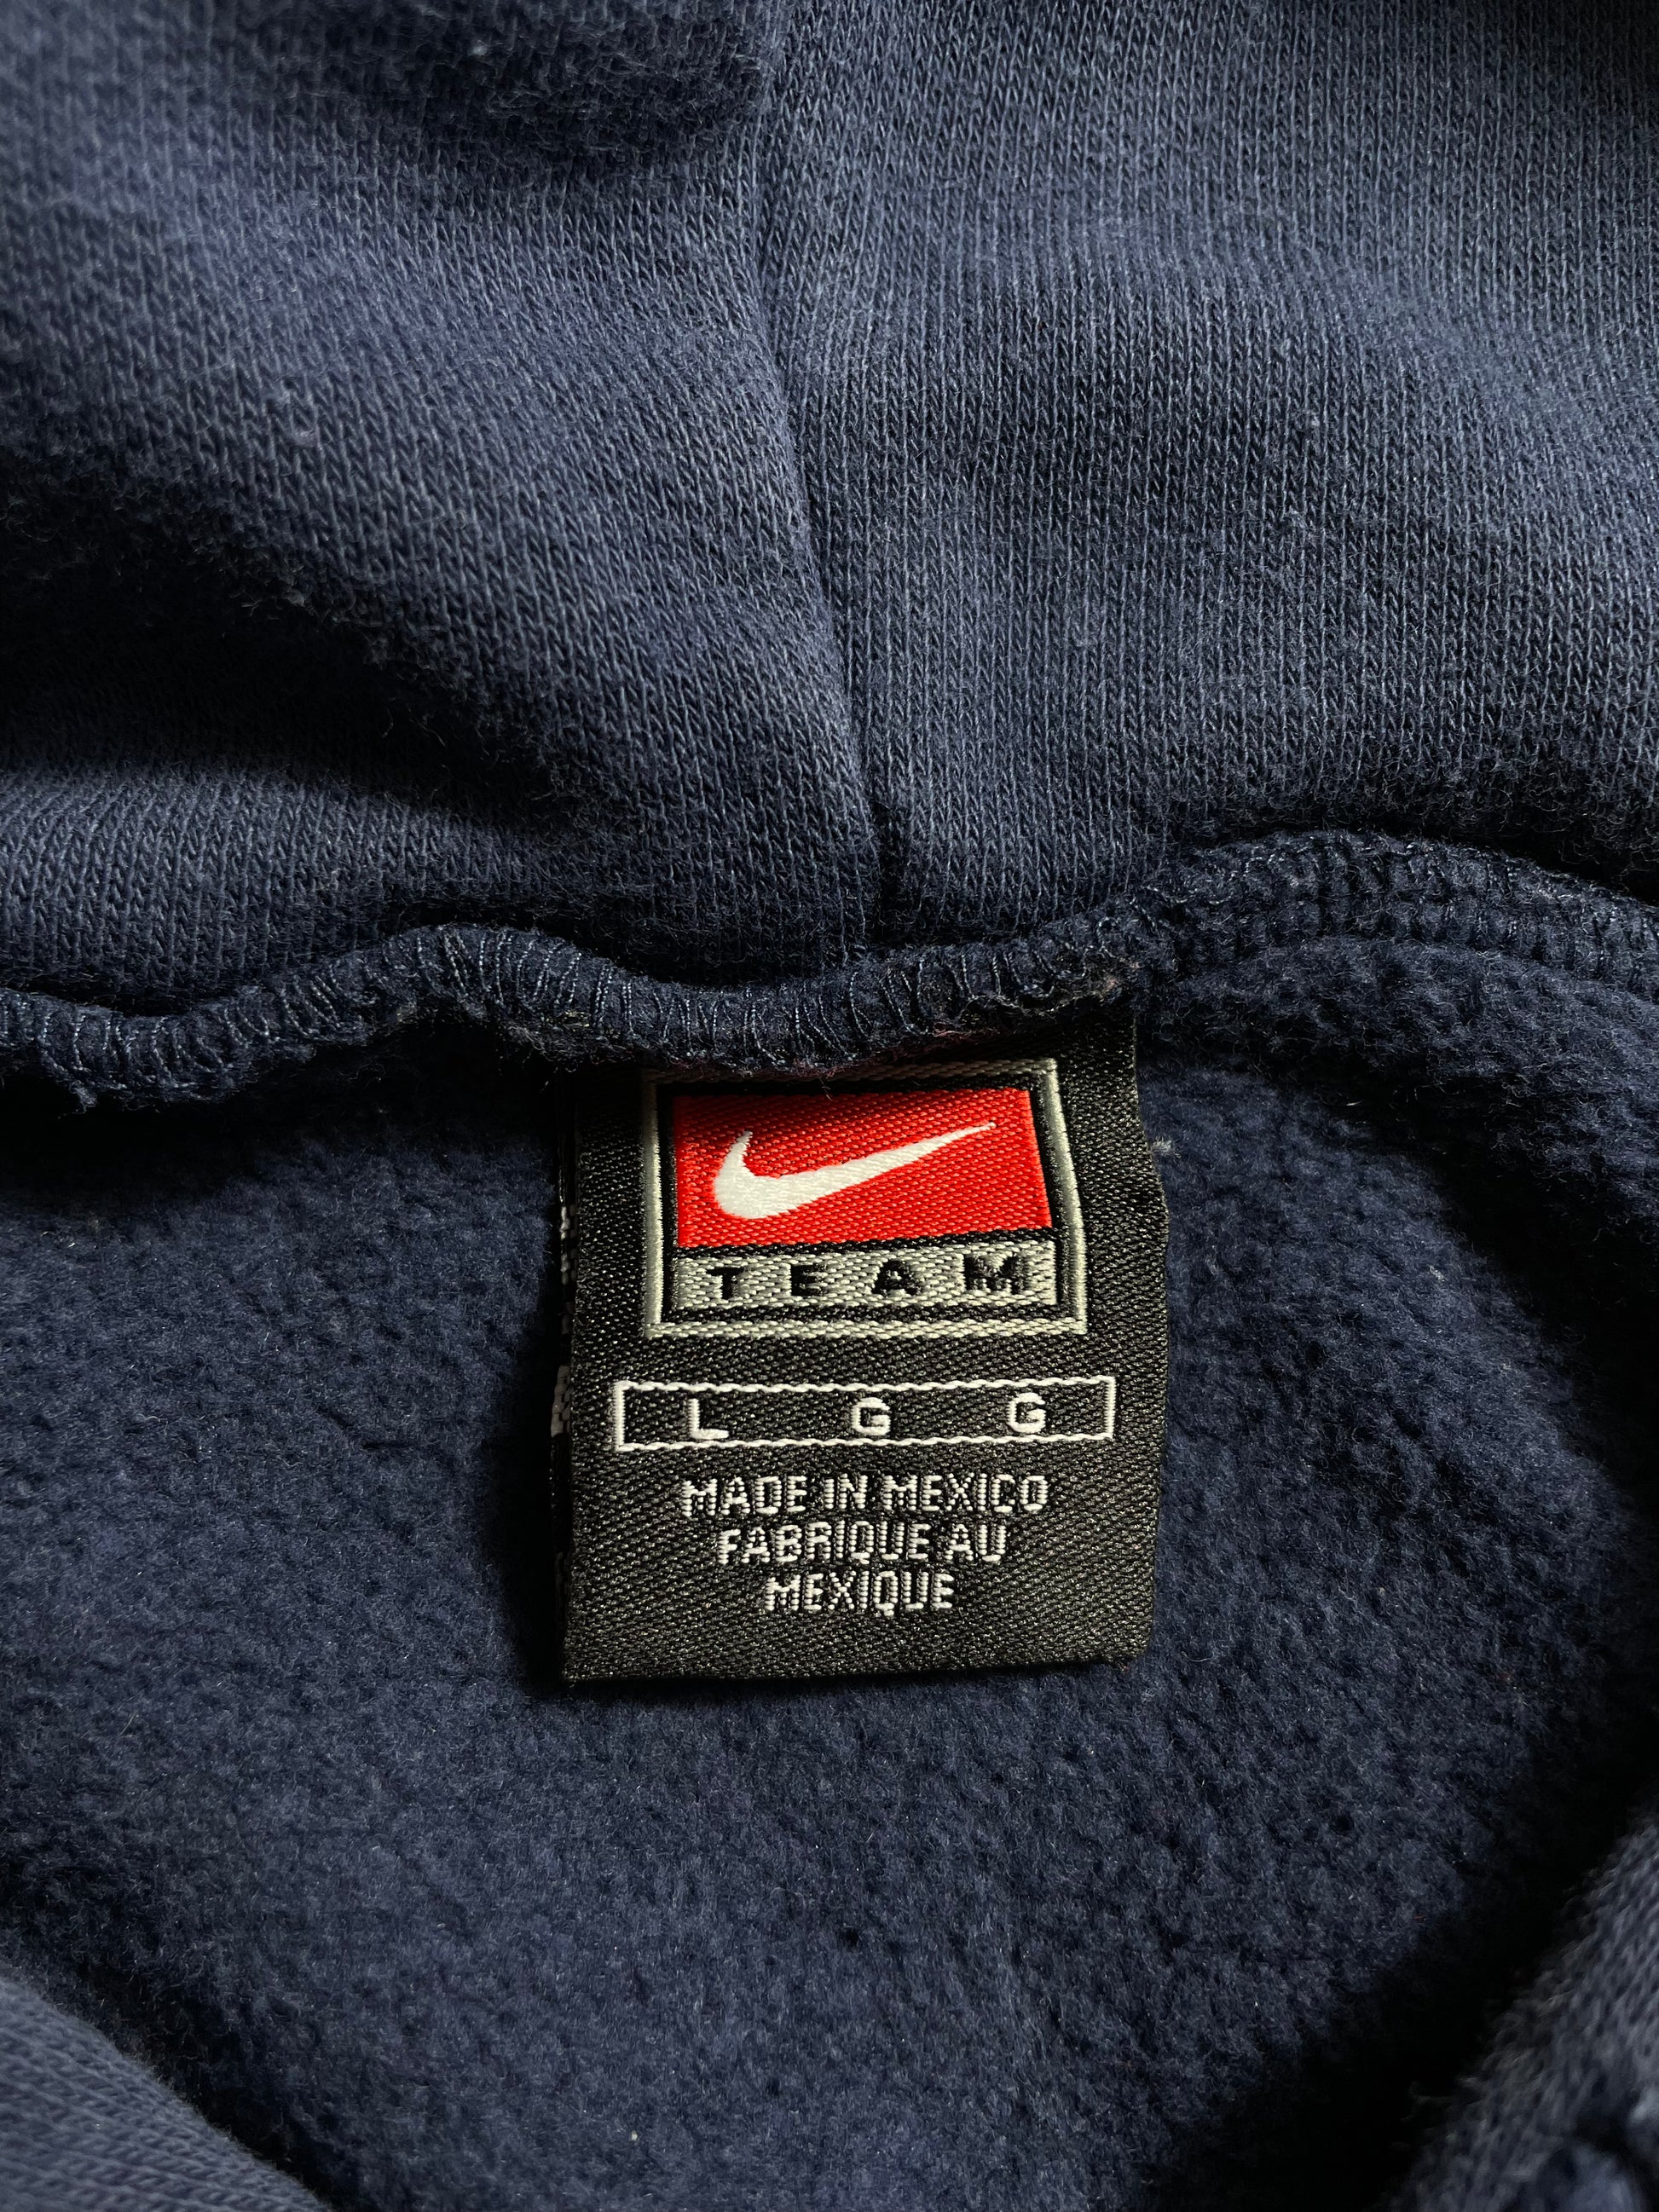 TEAM
L G G
MADE IN MEXICO
FABRIQUE AU
MEXIQUE